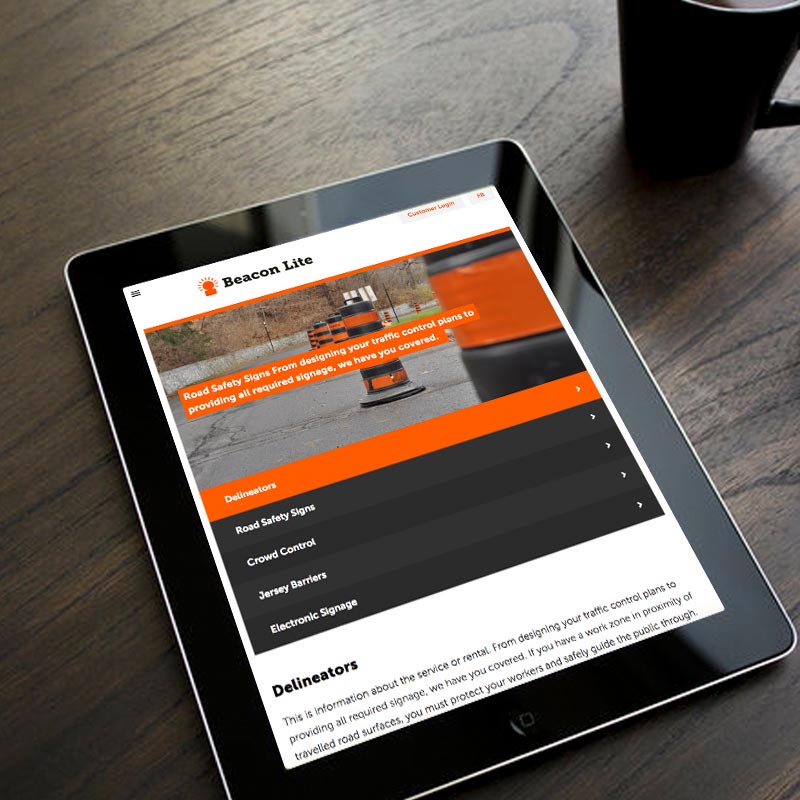 Customer Login FR
Beacon Lite
Road Safety Signs From designing your traffic control plans to
providing all required signage, we have you covered.
Delineators
Road Safety Signs
Crowd Control
Jersey Barriers
Electronic Signage
Delineators
This is information about the service or rental. From designing your traffic control plans to
providing all required signage, we have you covered. If you have a work zone in proximity of
travelled road surfaces, you must protect your workers and safely guide the public through.